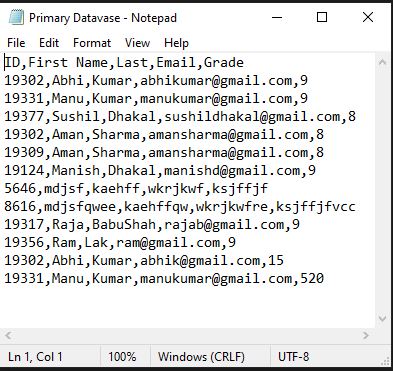 Primary Datavase - Notepad
File Edit Format View Help
ID,First Name,Last,Email,Grade
19302,Abhi,Kumar,abhikumar@gmail.com,9
19331,Manu,Kumar,manukumar@gmail.com,9
19377,Sushil,Dhakal,sushildhakal@gmail.com,8
19302,Aman,Sharma,amansharma@gmail.com,8
19309,Aman,Sharma,amansharma@gmail.com,8
19124,Manish,Dhakal,manishd@gmail.com,9
5646,mdjsf,kaehff,wkrjkwf,ksjffjf
8616,mdjsfqwee,kaehffqw,wkrjkwfre,ksjffjfvcc
19317,Raja,BabuShah,rajab@gmail.com,9
19356,Ram,Lak,ram@gmail.com,9
19302,Abhi,Kumar,abhik@gmail.com,15
19331,Manu,Kumar,manukumar@gmail.com,520
Ln 1, Col 1 100% Windows (CRLF) UTF-8